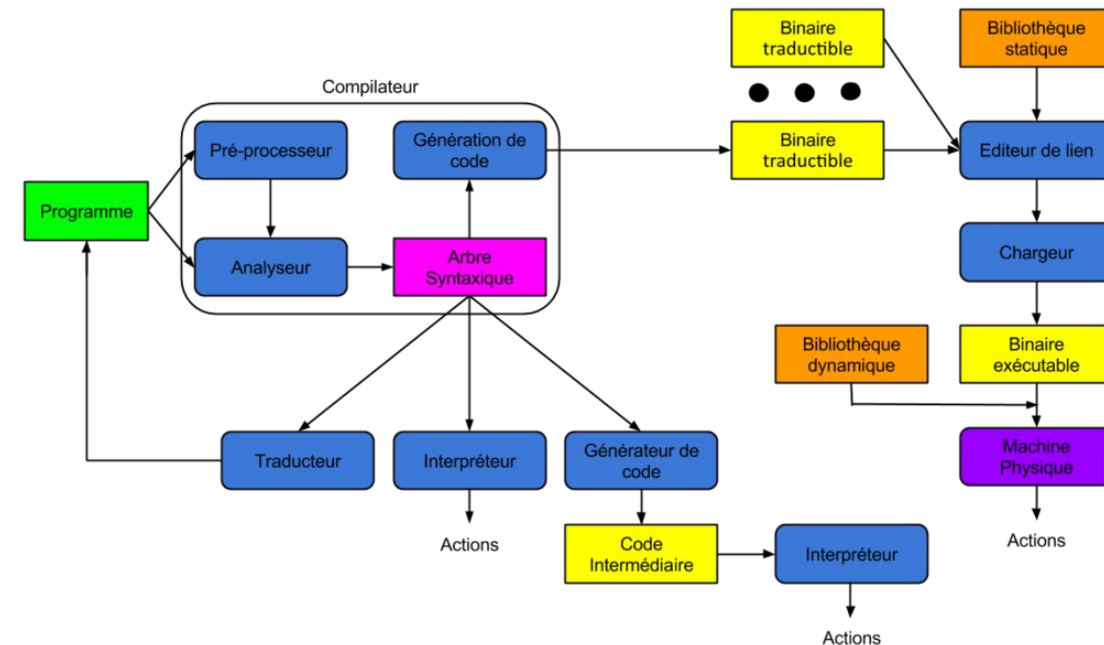 Binaire
traductible
Bibliothèque
statique
Compilateur
Pré-processeur
Génération de
code
Binaire
traductible
Editeur de lien
Programme
Analyseur
Arbre
Syntaxique
Chargeur
Bibliothèque
dynamique
Binaire
exécutable
Traducteur
Interpréteur
Générateur de
code
Machine
Physique
Actions
Code
Intermédiaire
Interpréteur
Actions
Actions